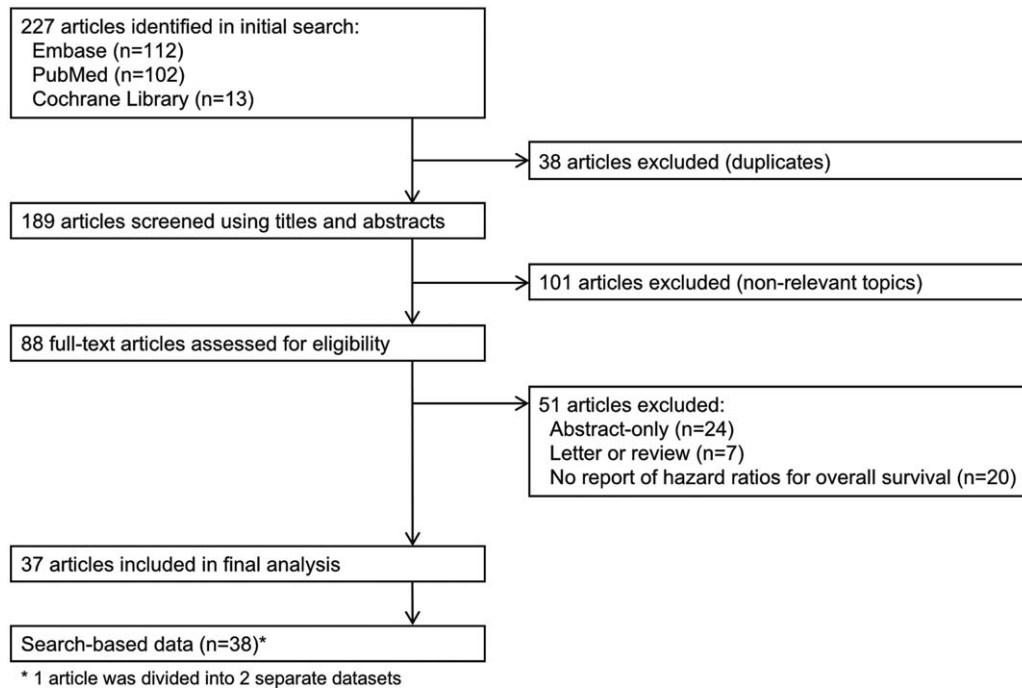 227 articles identified in initial search:
Embase (n=112)
PubMed (n=102)
Cochrane Library (n=13)
38 articles excluded (duplicates)
189 articles screened using titles and abstracts
101 articles excluded (non-relevant topics)
88 full-text articles assessed for eligibility
51 articles excluded:
Abstract-only (n=24)
Letter or review (n=7)
No report of hazard ratios for overall survival (n=20)
37 articles included in final analysis
Search-based data (n=38)*
* 1 article was divided into 2 separate datasets